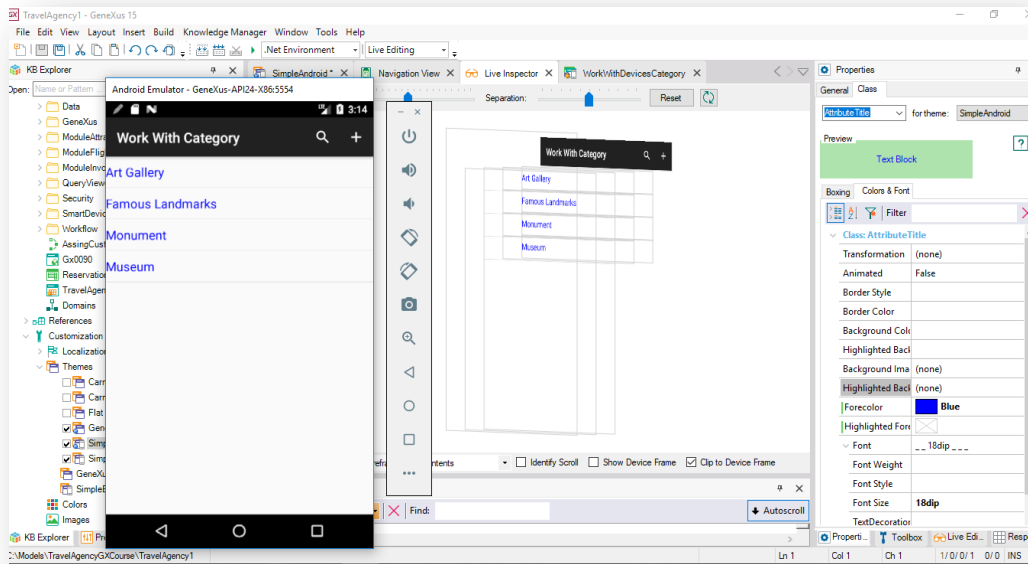 TravelAgency1 - GeneXus 15
File Edit View Layout Insert Build Knowledge Manager Window Tools Help
.Net Environment Live Editing
KB Explorer
SimpleAndroid * X Navigation View X Live Inspector X WorkWithDevicesCategory X
Open: Name or Pattern
Data
GeneXus
ModuleAttra
ModuleFlig
ModuleInvo
QueryView
Security
SmartDevic
Workflow
AssingCust
Gx0090
Reservation
TravelAgen
Domains
References
Customization
Localization
Themes
Carr
Carr
Flat
Gen
Simp
Simp
GeneXu
SimpleE
Colors
Images
KB Explorer Pr
C:\Models\TravelAgencyGXCourse\TravelAgency1
Android Emulator - GeneXus-API24-X86:5554
3:14
Work With Category
Art Gallery
Famous Landmarks
Monument
Museum
Separation: Reset
Work With Category
Art Gallery
Famous Landmarks
Monument
Museum
ntents Identify Scroll Show Device Frame Clip to Device Frame
Find: Autoscroll
Ln 1 Col 1 Ch 1 1/0/0/1 0/0 INS
Properties
General Class
AttributeTitle for theme: SimpleAndroid
Preview
Text Block
Boxing Colors & Font
Filter
Class: AttributeTitle
Transformation (none)
Animated False
Border Style
Border Color
Background Colo
Highlighted Back
Background Ima (none)
Highlighted Back (none)
Forecolor Blue
Highlighted Fore
Font _ _ 18dip _ _ _
Font Weight
Font Style
Font Size 18dip
TextDecoration
Properti... Toolbox Live Edi... Resp